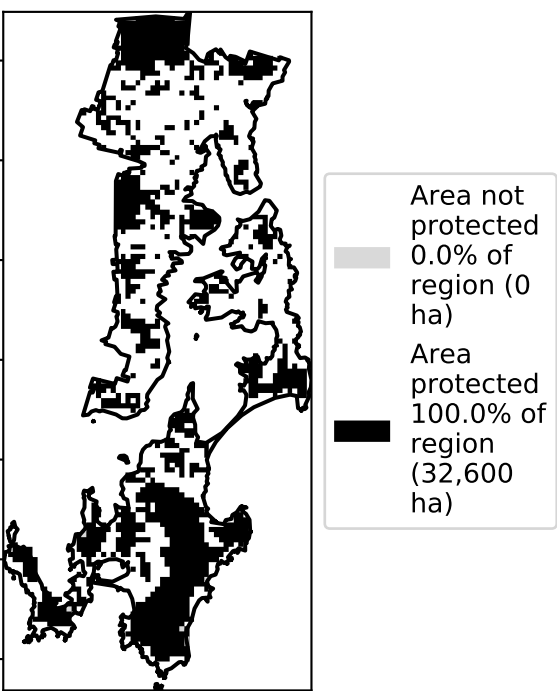 Area not
protected
0.0% of
region (0
ha)
Area
protected
100.0% of
region
(32,600
ha)